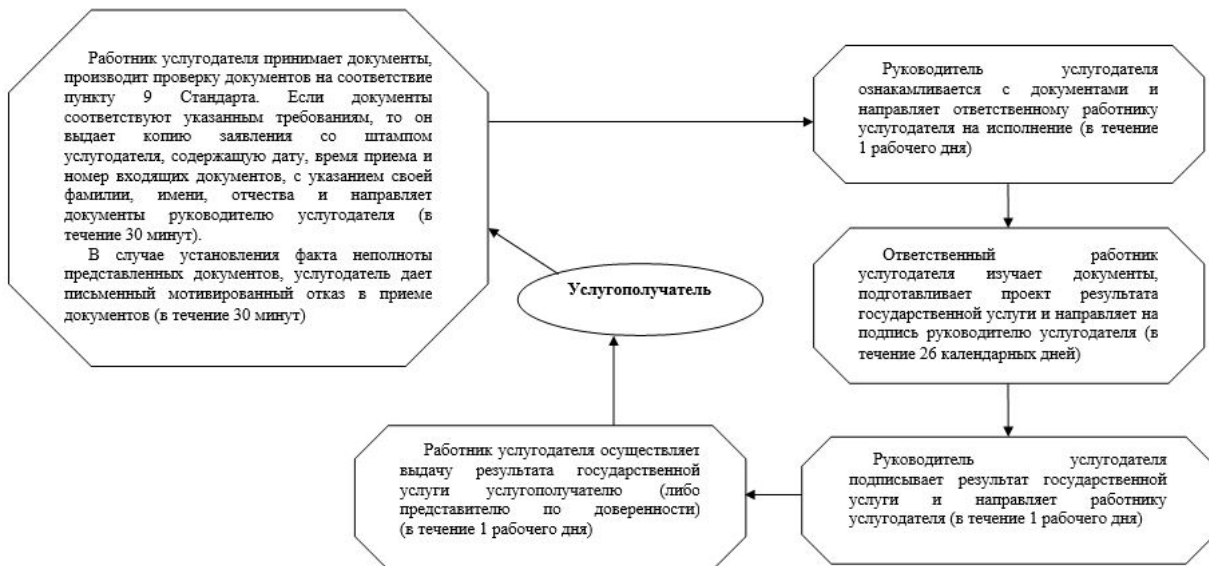 Работник услугодателя принимает документы,
производит проверку документов на соответствие
пункту 9 Стандарта. Если документы
соответствуют указанным требованиям, то он
выдает копию заявления со штампом
услугодателя, содержащую дату, время приема и
номер входящих документов, с указанием своей
фамилии, имени, отчества и направляет
документы руководителю услугодателя (в
течение 30 минут).
В случае установления факта неполноты
представленных документов, услугодатель дает
письменный мотивированный отказ в приеме
документов (в течение 30 минут)
Руководитель услугодателя
ознакамливается с документами и
направляет ответственному работнику
услугодателя на исполнение (в течение
1 рабочего дня)
Ответственный работник
услугодателя изучает документы,
подготавливает проект результата
государственной услуги и направляет на
подпись руководителю услугодателя (в
течение 26 календарных дней)
Руководитель услугодателя
подписывает результат государственной
услуги и направляет работнику
услугодателя (в течение 1 рабочего дня)
Работник услугодателя осуществляет
выдачу результата государственной
услуги услугополучателю (либо
представителю по доверенности)
(в течение 1 рабочего дня)
Услугополучатель